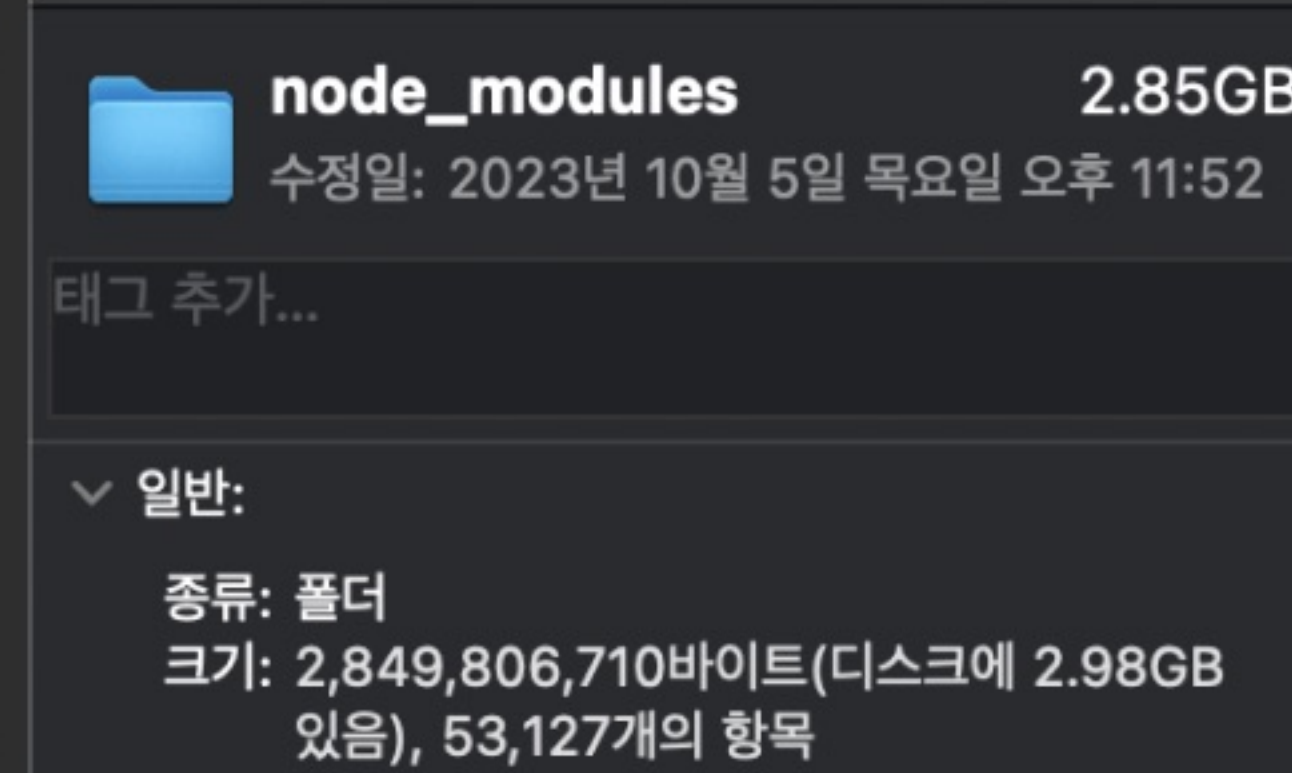 node_modules 2.85GB
수정일: 2023년 10월 5일 목요일 오후 11:52
태그 추가...
일반:
종류: 폴더
크기: 2,849,806,710바이트(디스크에 2.98GB
있음), 53,127개의 항목